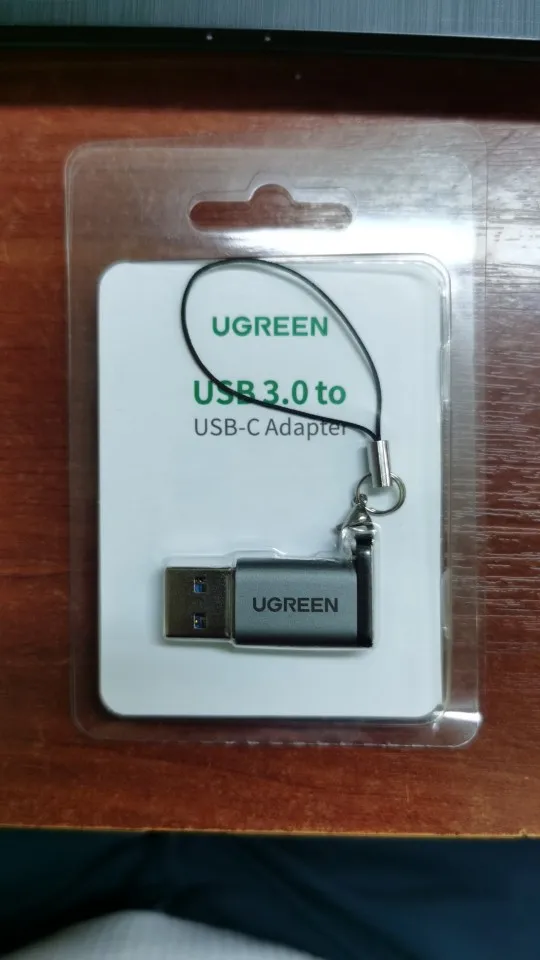 UGREEN
USB 3.0 to
USB-C Adapter
UGREEN